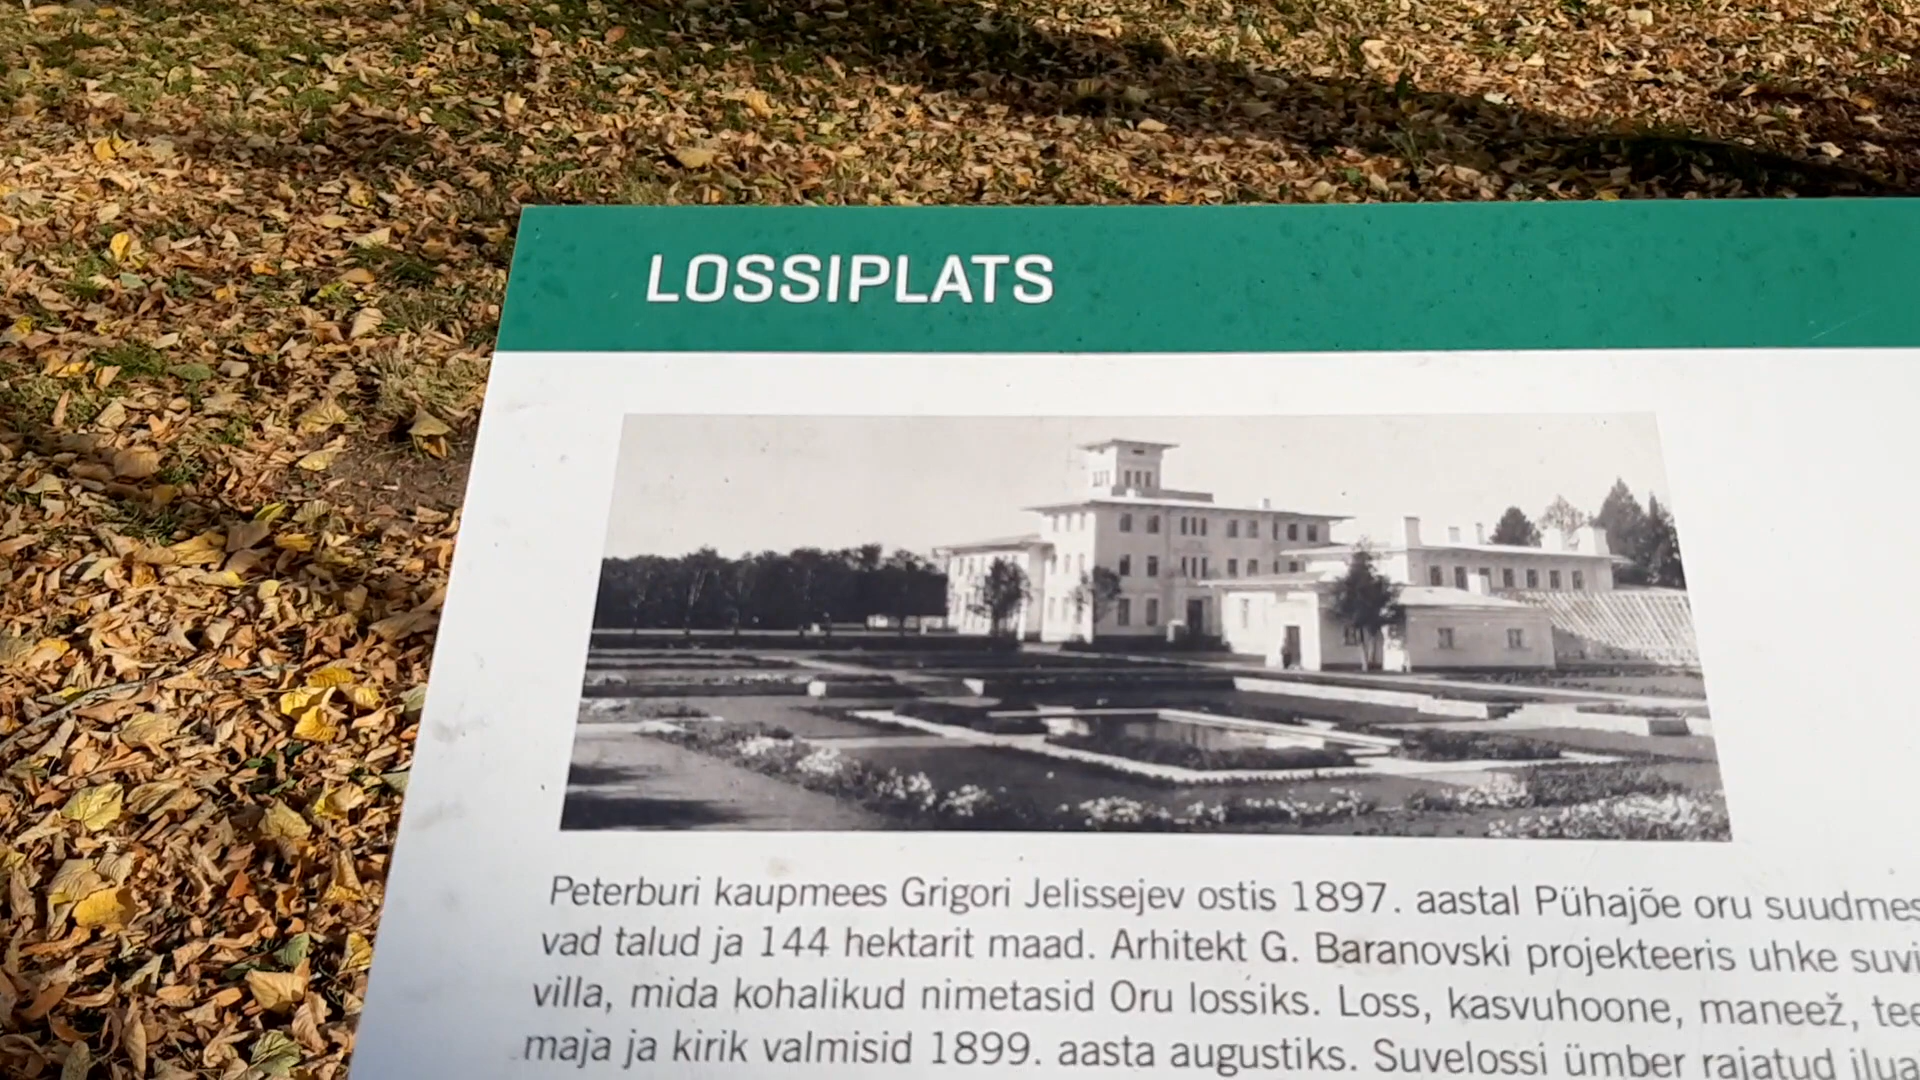 LOSSIPLATS
Peterburi kaupmees Grigori Jelissejev ostis 1897. aastal Pühajõe oru
vad talud ja 144 hektarit maad. Arhitekt G. Baranovski projekteeris uhke
villa, mida kohalikud nimetasid Oru lossiks. Loss, kasvuhoone, maneež,
maja ja kirik valmisid 1899. aasta augustiks. Suvelossi ümber rajatud